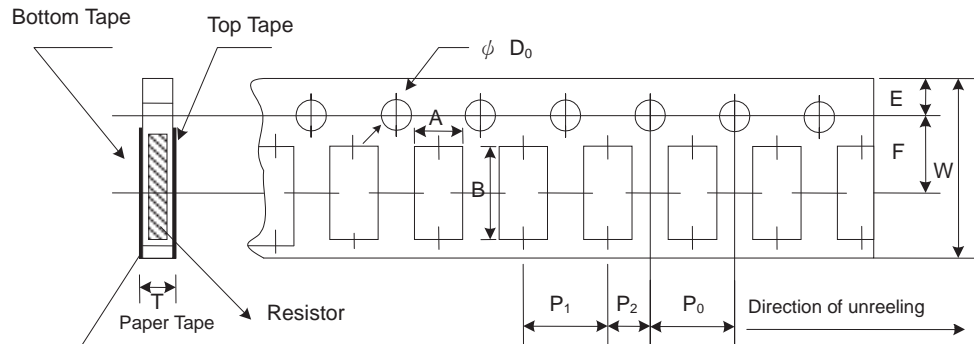 Bottom Tape
Top Tape
ψ D₀
A
B
E
F
W
T
Paper Tape
Resistor
P₁
P₂
P₀
Direction of unreeling